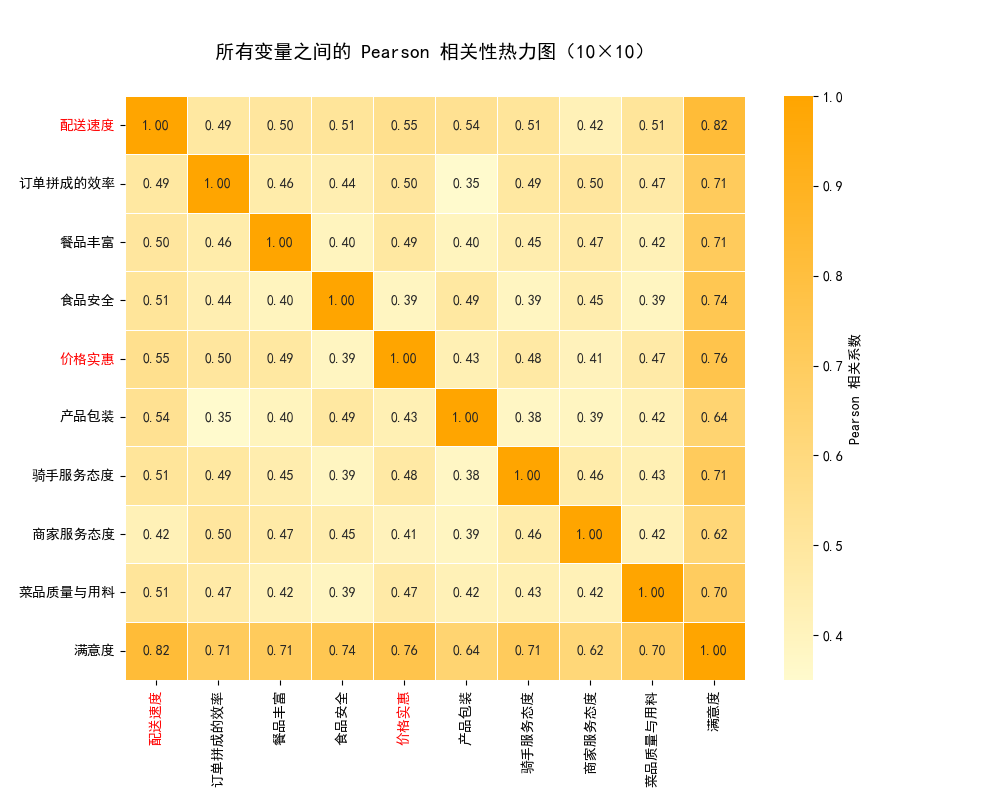 所有变量之间的 Pearson 相关性热力图（10×10）
配送速度 1.00 0.49 0.50 0.51 0.55 0.54 0.51 0.42 0.51 0.82
订单拼成的效率 0.49 1.00 0.46 0.44 0.50 0.35 0.49 0.50 0.47 0.71
餐品丰富 0.50 0.46 1.00 0.40 0.49 0.40 0.45 0.47 0.42 0.71
食品安全 0.51 0.44 0.40 1.00 0.39 0.49 0.39 0.45 0.39 0.74
价格实惠 0.55 0.50 0.49 0.39 1.00 0.43 0.48 0.41 0.47 0.76
产品包装 0.54 0.35 0.40 0.49 0.43 1.00 0.38 0.39 0.42 0.64
骑手服务态度 0.51 0.49 0.45 0.39 0.48 0.38 1.00 0.46 0.43 0.71
商家服务态度 0.42 0.50 0.47 0.45 0.41 0.39 0.46 1.00 0.42 0.62
菜品质量与用料 0.51 0.47 0.42 0.39 0.47 0.42 0.43 0.42 1.00 0.70
满意度 0.82 0.71 0.71 0.74 0.76 0.64 0.71 0.62 0.70 1.00
配送速度
订单拼成的效率
餐品丰富
食品安全
价格实惠
产品包装
骑手服务态度
商家服务态度
菜品质量与用料
满意度
1.0
0.9
0.8
0.7
0.6
0.5
0.4
Pearson 相关系数